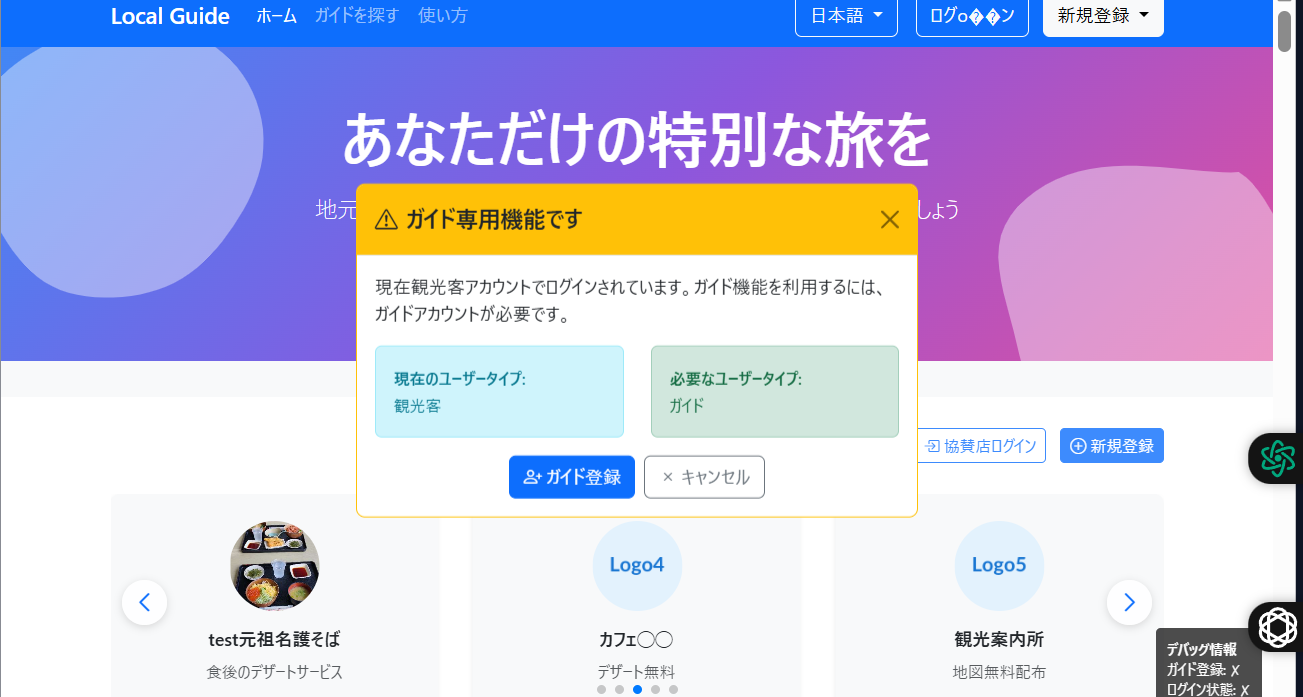 Local Guide ホーム ガイドを探す 使い方 日本語 ログo��ン 新規登録
あなただけの特別な旅を
地元 しょう
ガイド専用機能です
現在観光客アカウントでログインされています。ガイド機能を利用するには、
ガイドアカウントが必要です。
現在のユーザータイプ: 必要なユーザータイプ:
観光客 ガイド
協賛店ログイン 新規登録
ガイド登録 × キャンセル
Logo4 Logo5
test元祖名護そば カフェ◯◯ 観光案内所
食後のデザートサービス デザート無料 地図無料配布
デバッグ情報
ガイド登録: ✗
ログイン状態: ✗